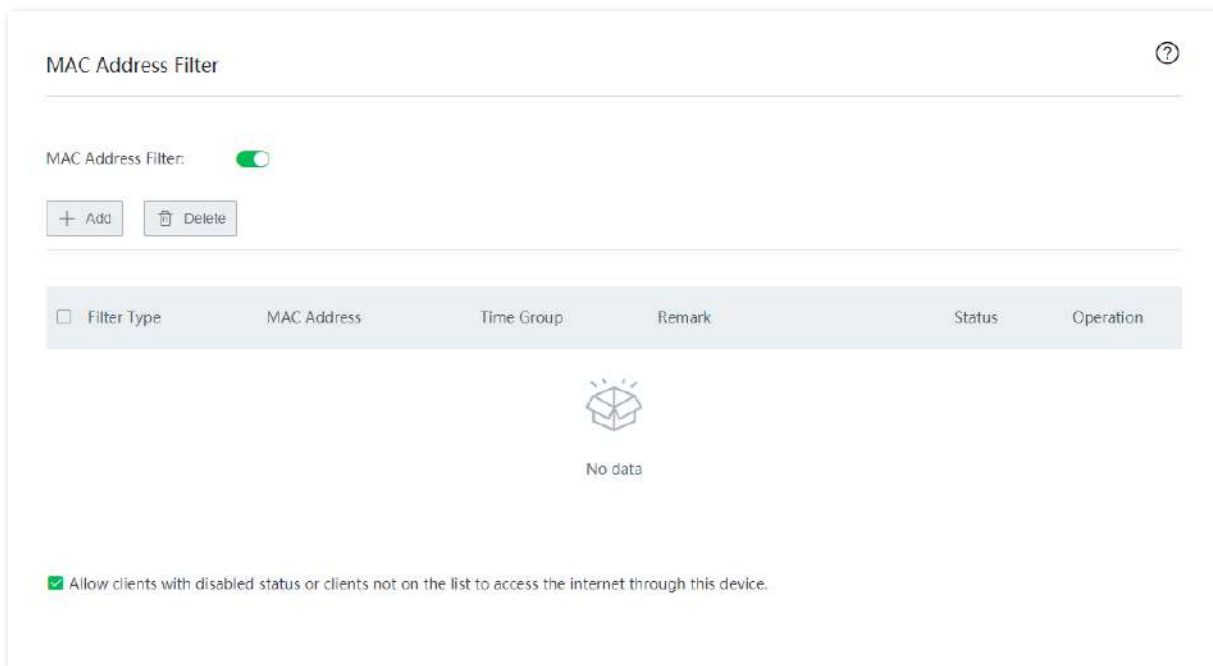 MAC Address Filter
?
MAC Address Filter:
+ Add Delete
Filter Type MAC Address Time Group Remark Status Operation
No data
Allow clients with disabled status or clients not on the list to access the internet through this device.